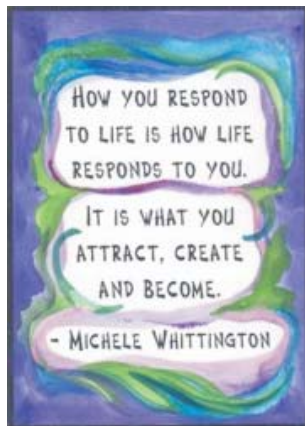 HOW YOU RESPOND
TO LIFE IS HOW LIFE
RESPONDS TO YOU.
IT IS WHAT YOU
ATTRACT, CREATE
AND BECOME.
- MICHELE WHITTINGTON